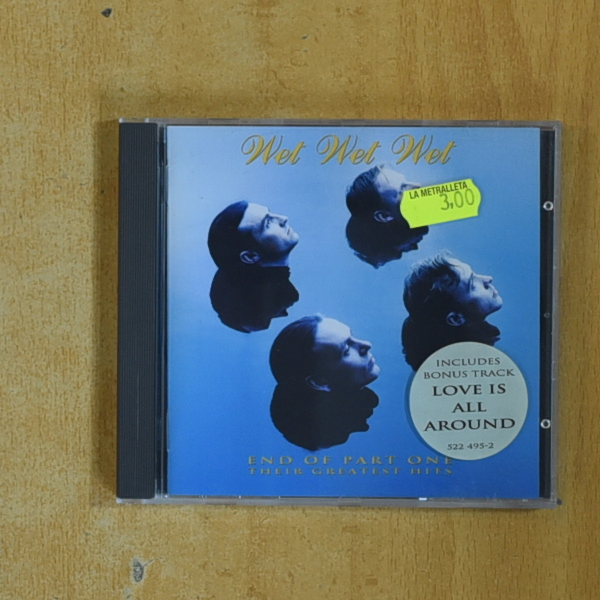 Wet Wet Wet
LA METRALLETA
3,00
INCLUDES
BONUS TRACK
LOVE IS
ALL
AROUND
522 495-2
END OF PART ONE
THEIR GREATEST HITS